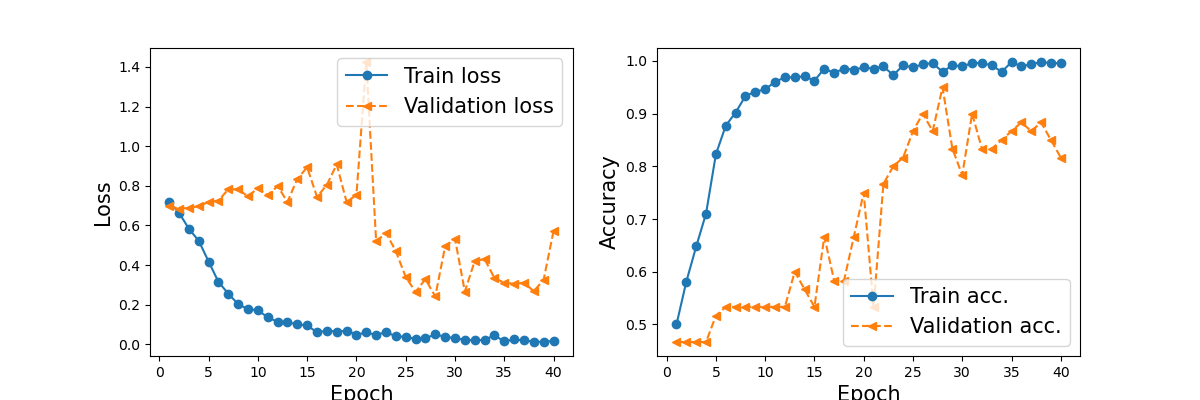 Loss
1.4
1.2
1.0
0.8
0.6
0.4
0.2
0.0
Train loss
Validation loss
0 5 10 15 20 25 30 35 40
Epoch
Accuracy
1.0
0.9
0.8
0.7
0.6
0.5
Train acc.
Validation acc.
0 5 10 15 20 25 30 35 40
Epoch